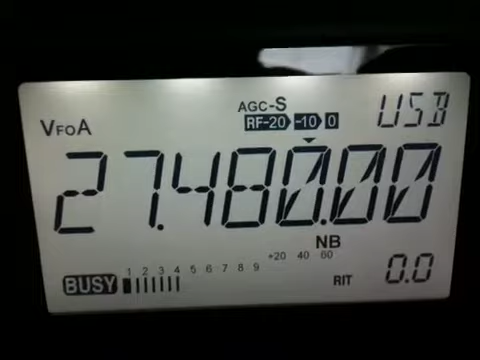 AGC-S
USB
VFOA
RF-20 -10 0
27.480.00
NB
+20 40 60
1 2 3 4 5 6 7 8 9
BUSY
RIT
0.0